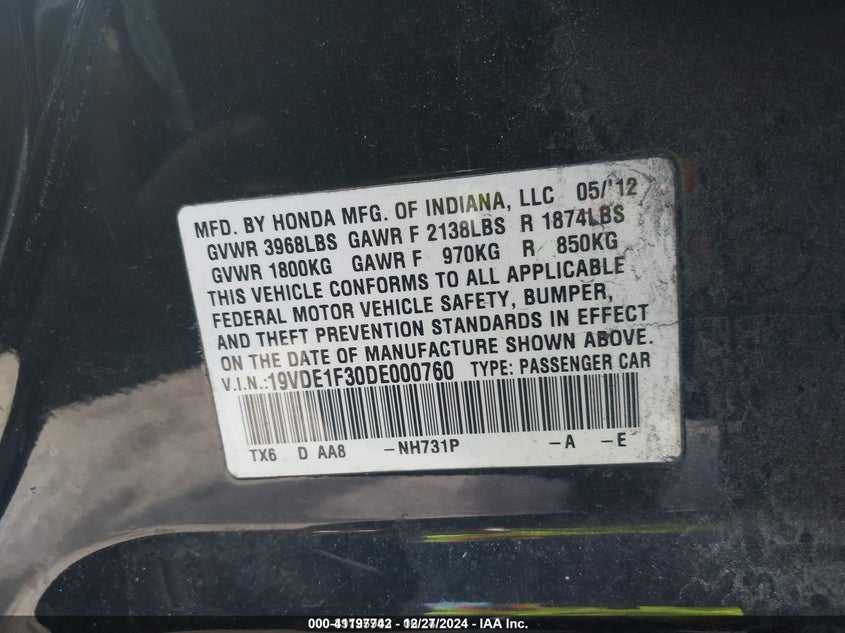 MFD. BY HONDA MFG. OF INDIANA, LLC 05/'12
GVWR 3968LBS GAWR F 2138LBS R 1874LBS
GVWR 1800KG GAWR F 970KG R 850KG
THIS VEHICLE CONFORMS TO ALL APPLICABLE
FEDERAL MOTOR VEHICLE SAFETY, BUMPER,
AND THEFT PREVENTION STANDARDS IN EFFECT
ON THE DATE OF MANUFACTURE SHOWN ABOVE.
V.I.N.:19VDE1F30DE000760 TYPE: PASSENGER CAR
TX6 D AA8 -NH731P -A -E
- IAA Inc.